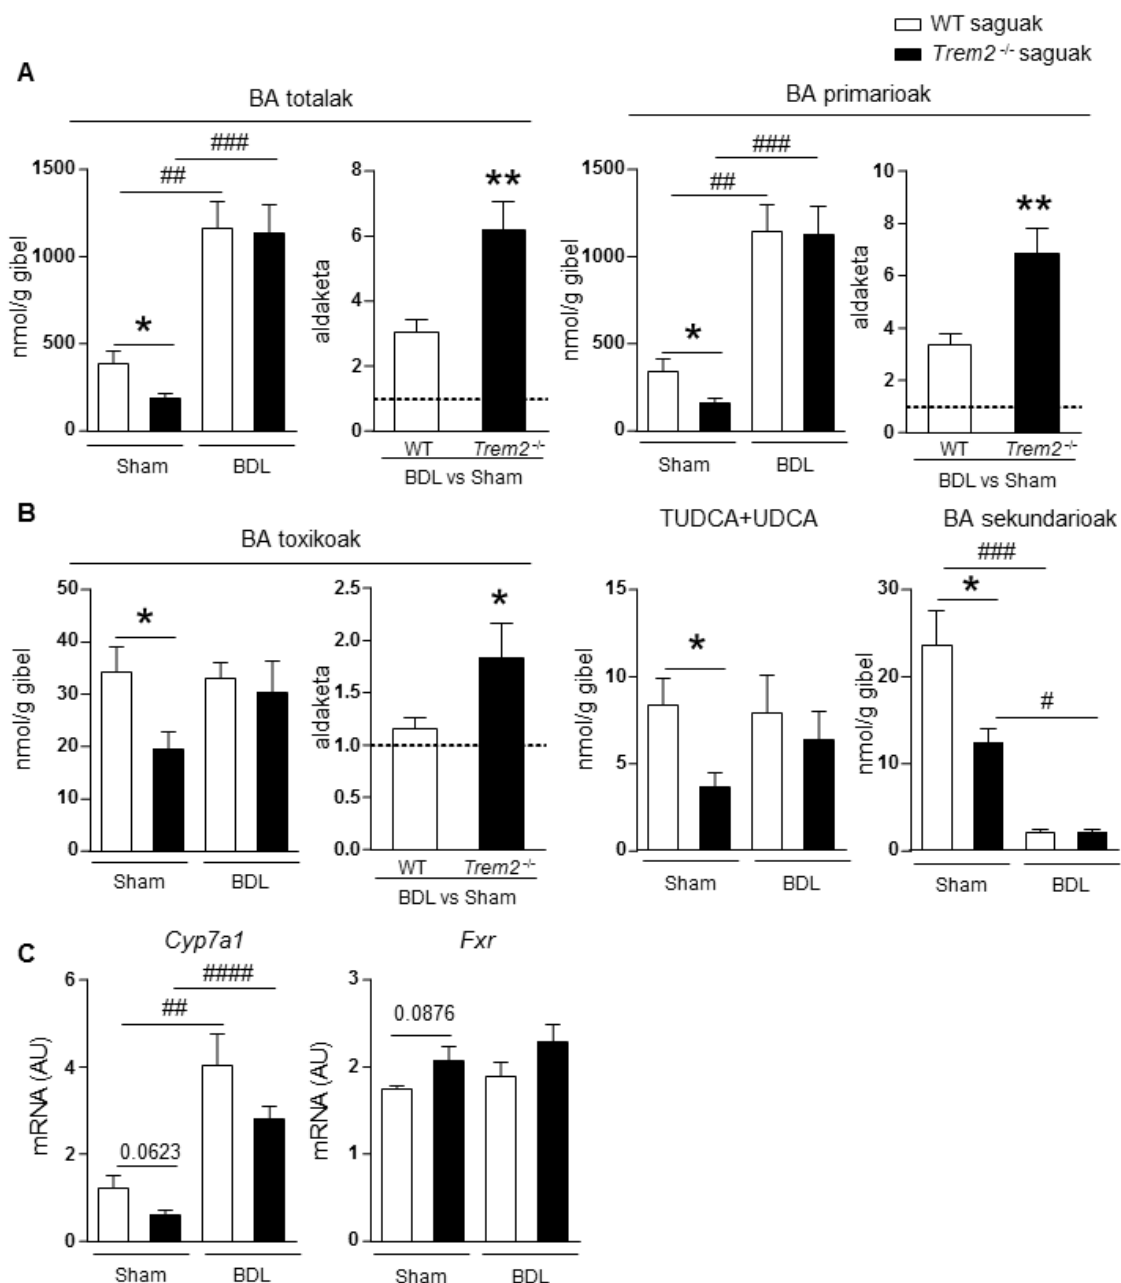 WT saguak
Trem2 -/- saguak
A
BA totalak
BA primarioak
###
##
1500
1000
500
0
nmol/g gibel
*
Sham
BDL
8
6
4
2
0
aldaketa
**
WT
Trem2 -/-
BDL vs Sham
###
##
1500
1000
500
0
nmol/g gibel
*
Sham
BDL
10
8
6
4
2
0
aldaketa
**
WT
Trem2 -/-
BDL vs Sham
B
BA toxikoak
TUDCA+UDCA
BA sekundarioak
50
40
30
20
10
0
nmol/g gibel
*
Sham
BDL
2.5
2.0
1.5
1.0
0.5
0.0
aldaketa
*
WT
Trem2 -/-
BDL vs Sham
15
10
5
0
nmol/g gibel
*
Sham
BDL
###
*
#
30
20
10
0
nmol/g gibel
Sham
BDL
C
Cyp7a1
Fxr
####
##
6
4
2
0
mRNA (AU)
0.0623
Sham
BDL
3
2
1
0
mRNA (AU)
0.0876
Sham
BDL